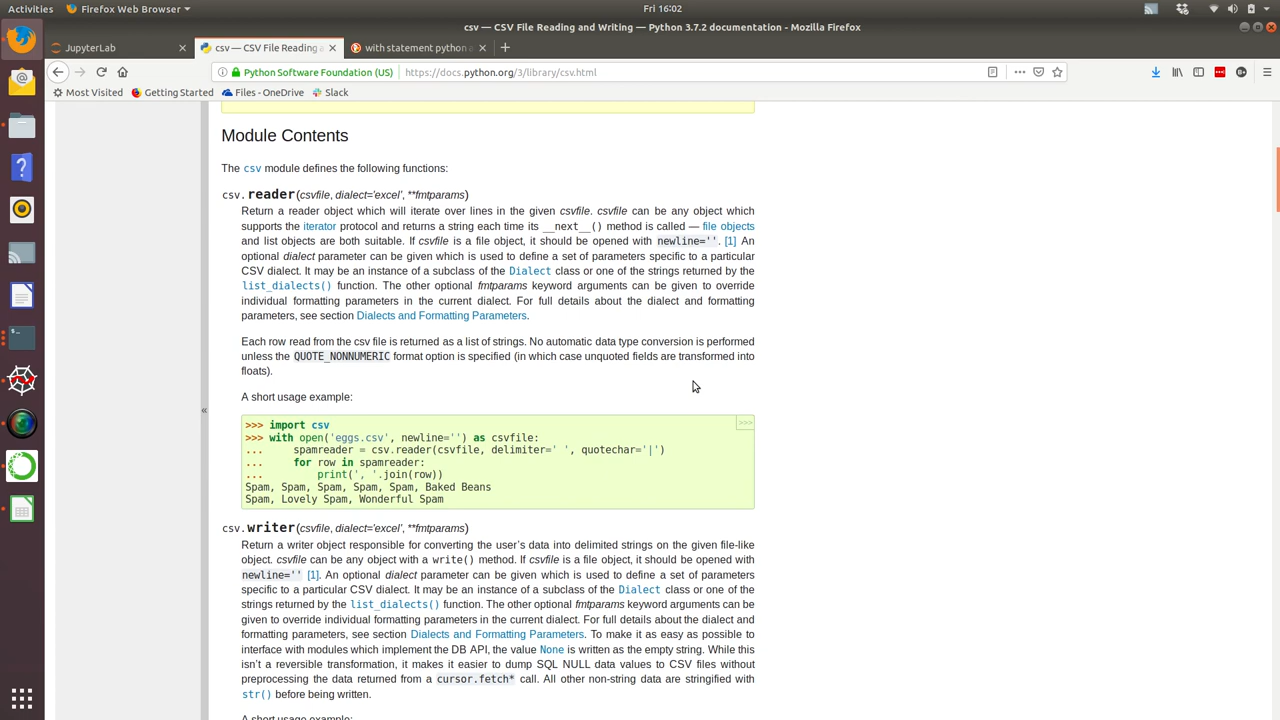 Activities
Firefox Web Browser
Fri 16:02
csv — CSV File Reading and Writing — Python 3.7.2 documentation - Mozilla Firefox
JupyterLab
csv — CSV File Reading
with statement python
Python Software Foundation (US)
https://docs.python.org/3/library/csv.html
Most Visited
Getting Started
Files - OneDrive
Slack
Module Contents
The csv module defines the following functions:
csv.reader(csvfile, dialect='excel', **fmtparams)
Return a reader object which will iterate over lines in the given csvfile. csvfile can be any object which
supports the iterator protocol and returns a string each time its __next__() method is called — file objects
and list objects are both suitable. If csvfile is a file object, it should be opened with newline=''. [1] An
optional dialect parameter can be given which is used to define a set of parameters specific to a particular
CSV dialect. It may be an instance of a subclass of the Dialect class or one of the strings returned by the
list_dialects() function. The other optional fmtparams keyword arguments can be given to override
individual formatting parameters in the current dialect. For full details about the dialect and formatting
parameters, see section Dialects and Formatting Parameters.
Each row read from the csv file is returned as a list of strings. No automatic data type conversion is performed
unless the QUOTE_NONNUMERIC format option is specified (in which case unquoted fields are transformed into
floats).
A short usage example:
>>>
>>> import csv
>>> with open('eggs.csv', newline='') as csvfile:
...     spamreader = csv.reader(csvfile, delimiter=' ', quotechar='|')
...     for row in spamreader:
...         print(', '.join(row))
Spam, Spam, Spam, Spam, Spam, Baked Beans
Spam, Lovely Spam, Wonderful Spam
«
csv.writer(csvfile, dialect='excel', **fmtparams)
Return a writer object responsible for converting the user's data into delimited strings on the given file-like
object. csvfile can be any object with a write() method. If csvfile is a file object, it should be opened with
newline='' [1]. An optional dialect parameter can be given which is used to define a set of parameters
specific to a particular CSV dialect. It may be an instance of a subclass of the Dialect class or one of the
strings returned by the list_dialects() function. The other optional fmtparams keyword arguments can be
given to override individual formatting parameters in the current dialect. For full details about the dialect and
formatting parameters, see section Dialects and Formatting Parameters. To make it as easy as possible to
interface with modules which implement the DB API, the value None is written as the empty string. While this
isn't a reversible transformation, it makes it easier to dump SQL NULL data values to CSV files without
preprocessing the data returned from a cursor.fetch* call. All other non-string data are stringified with
str() before being written.
A short usage example: